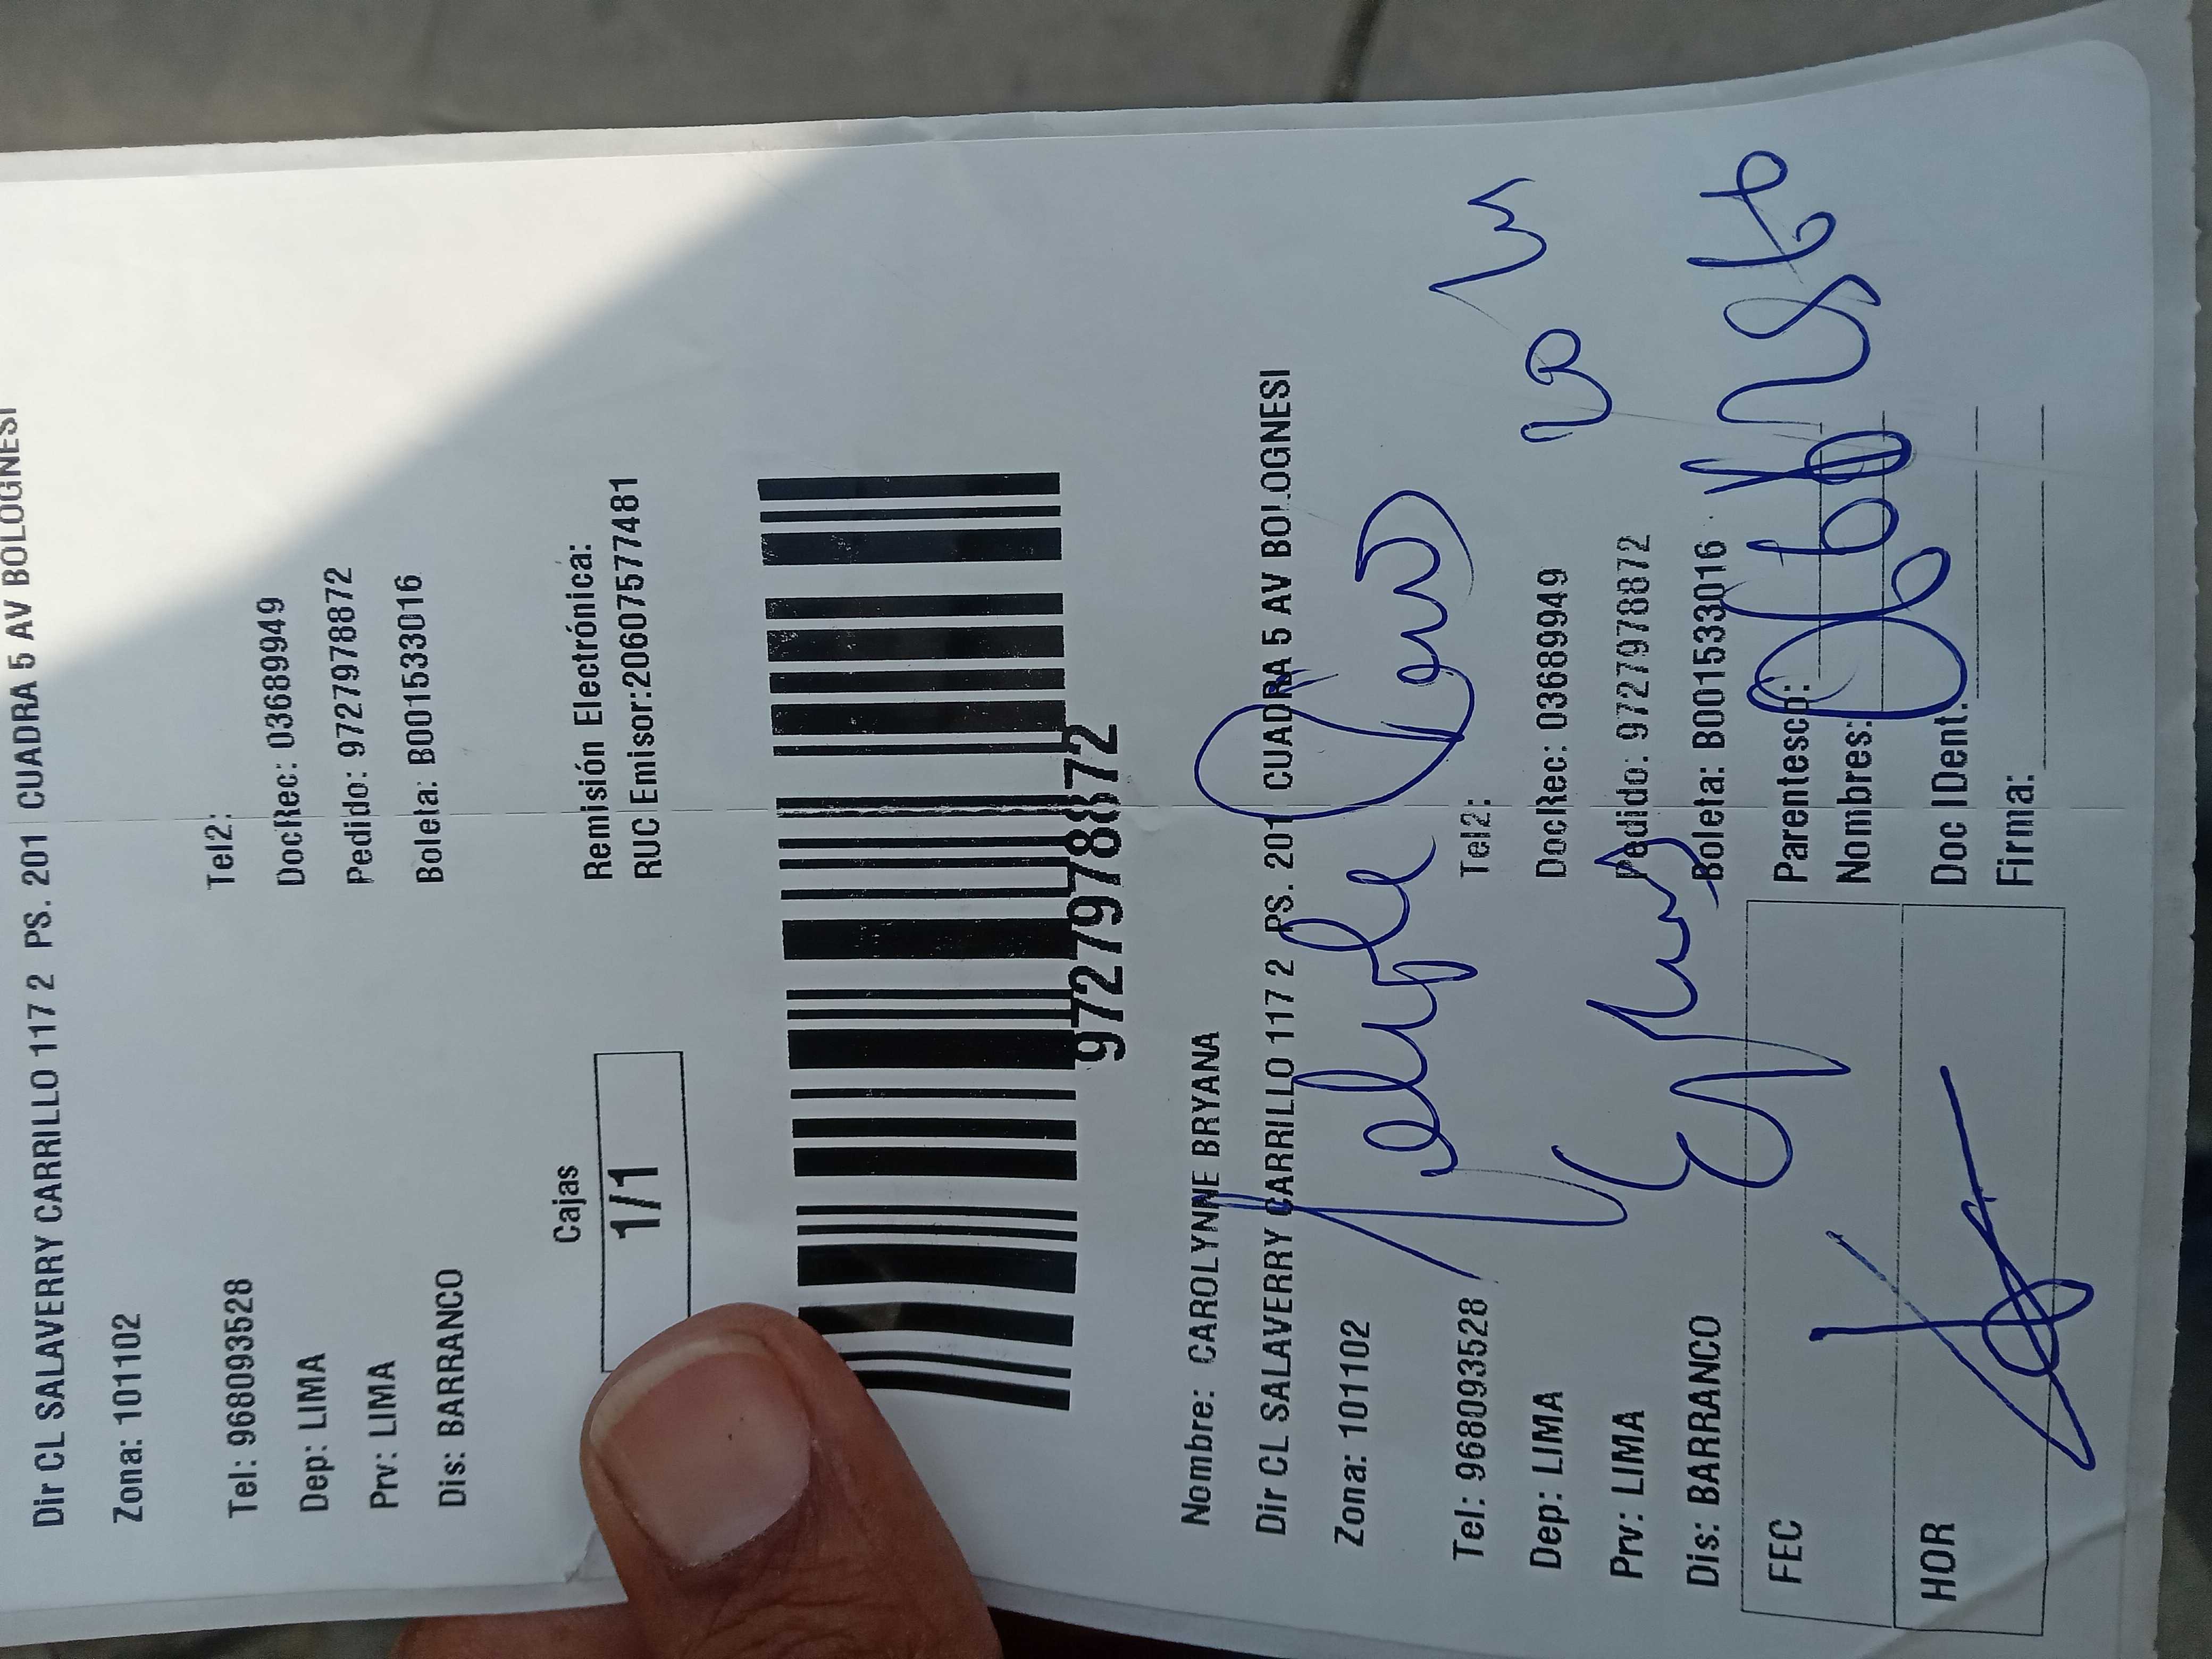 Dir CL SALAVERRY CARRILLO 117 2 PS. 201 CUADRA 5 AV BOLOGNESI
Zona: 101102
Tel: 968093528 Tel2:
Dep: LIMA DocRec: 03689949
Prv: LIMA Pedido: 9727978872
Dis: BARRANCO Boleta: B001533016
Cajas Remisión Electrónica:
1/1 RUC Emisor:20607577481
97279788872
Nombre: CAROLYNNE BRYANA
Dir CL SALAVERRY CARRILLO 117 2 PS. 201 CUADRA 5 AV BOLOGNESI
Zona: 101102
Tel: 968093528 Tel2:
Dep: LIMA DocRec: 03689949
Prv: LIMA Pedido: 97279788872
Dis: BARRANCO Boleta: B001533016
FEC Parentesco:
Nombres:
HOR Doc IDent.
Firma: